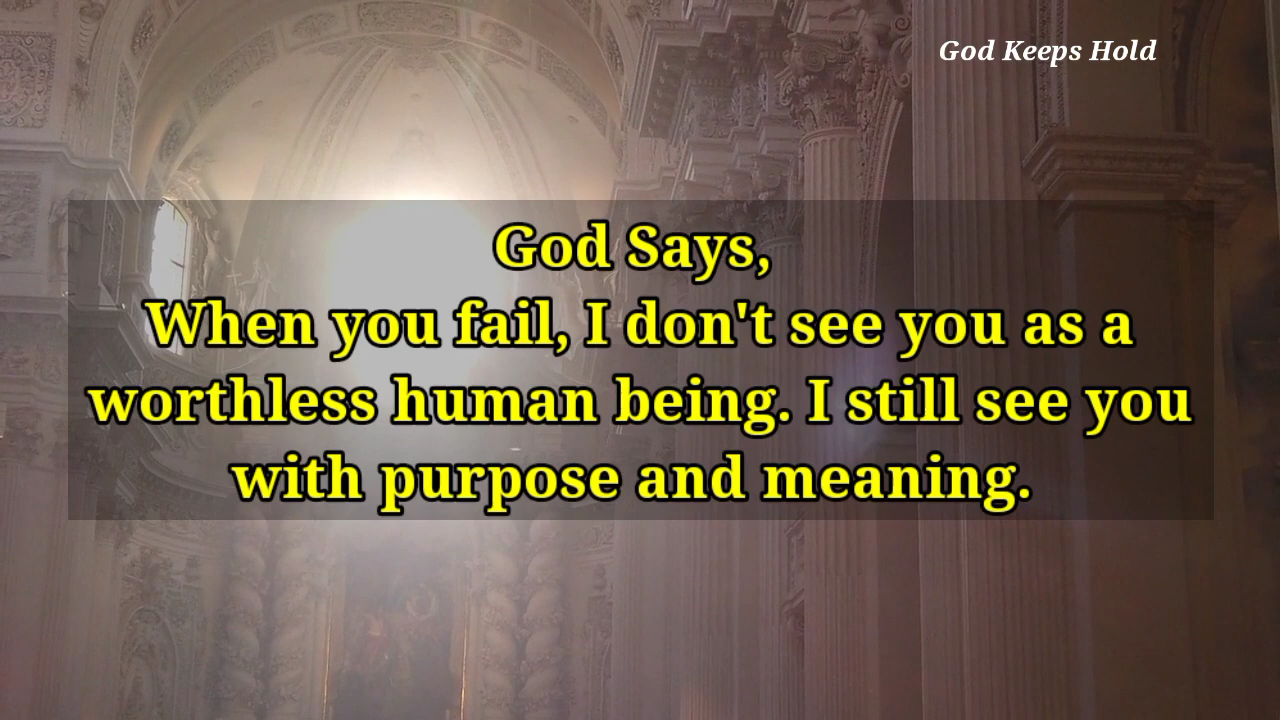 God Keeps Hold
God Says,
When you fail, I don't see you as a
worthless human being. I still see you
with purpose and meaning.